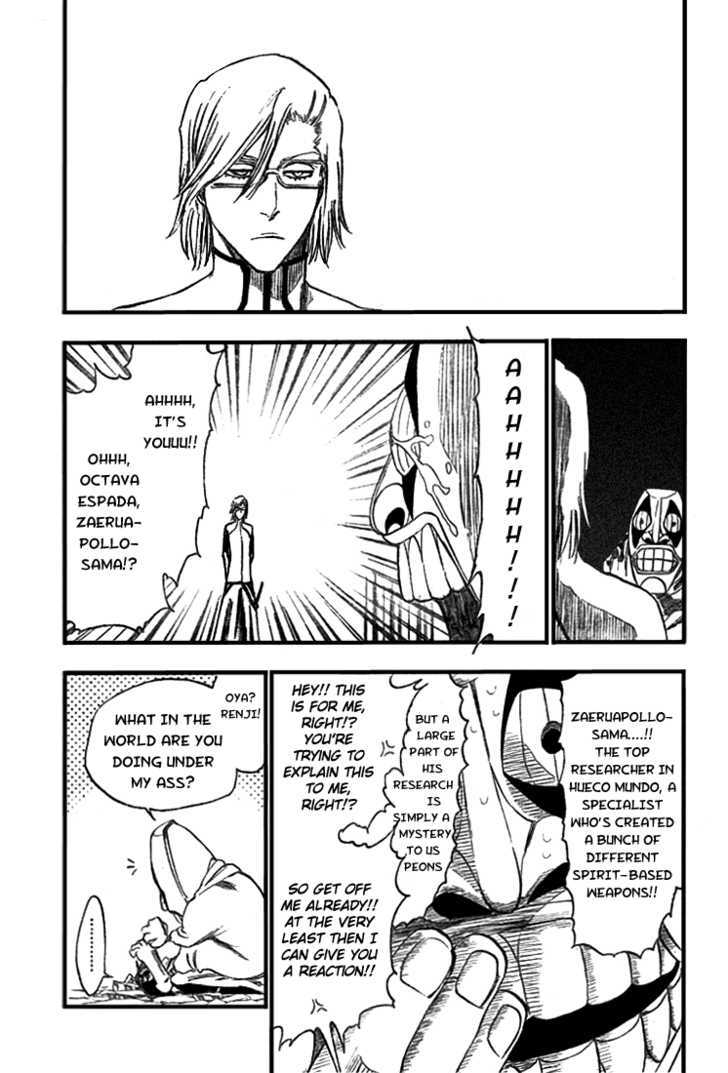 A
A
H
H
H
H
H
!
!
!
AHHHH,
IT'S
YOUUU!!
OHHH,
OCTAVA
ESPADA,
ZAERUA-
POLLO-
SAMA!?
ZAERUAPOLLO-
SAMA....!!
THE TOP
RESEARCHER IN
HUECO MUNDO, A
SPECIALIST
WHO'S CREATED
A BUNCH OF
DIFFERENT
SPIRIT-BASED
WEAPONS!!
BUT A
LARGE
PART OF
HIS
RESEARCH
IS
SIMPLY A
MYSTERY
TO US
PEONS
HEY!! THIS
IS FOR ME,
RIGHT!?
YOU'RE
TRYING TO
EXPLAIN THIS
TO ME,
RIGHT!?
SO GET OFF
ME ALREADY!!
AT THE VERY
LEAST THEN I
CAN GIVE YOU
A REACTION!!
OYA?
RENJI!
WHAT IN THE
WORLD ARE YOU
DOING UNDER
MY ASS?
.........